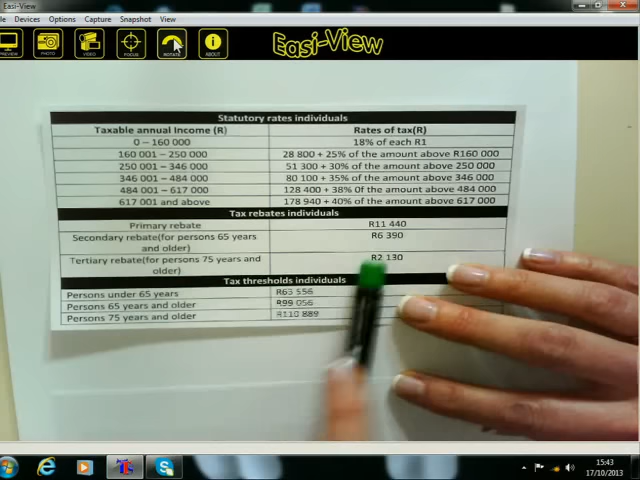 Easi-View
Devices Options Capture Snapshot View
PREVIEW PHOTO VIDEO FOCUS ROTATE ABOUT
Easi-View
Statutory rates individuals
Taxable annual Income (R) Rates of tax(R)
0 – 160 000 18% of each R1
160 001 – 250 000 28 800 + 25% Of the amount above R160 000
250 001 – 346 000 51 300 + 30% of the amount above 250 000
346 001 – 484 000 80 100 + 35% of the amount above 346 000
484 001 – 617 000 128 400 + 38% 0f the amount above 484 000
617 001 and above 178 940 + 40% of the amount above 617 000
Tax rebates individuals
Primary rebate R11 440
Secondary rebate(for persons 65 years R6 390
and older)
Tertiary rebate(for persons 75 years and R2 130
older)
Tax thresholds individuals
Persons under 65 years R63 556
Persons 65 years and older R99 056
Persons 75 years and older R110 889
15:43
17/10/2013